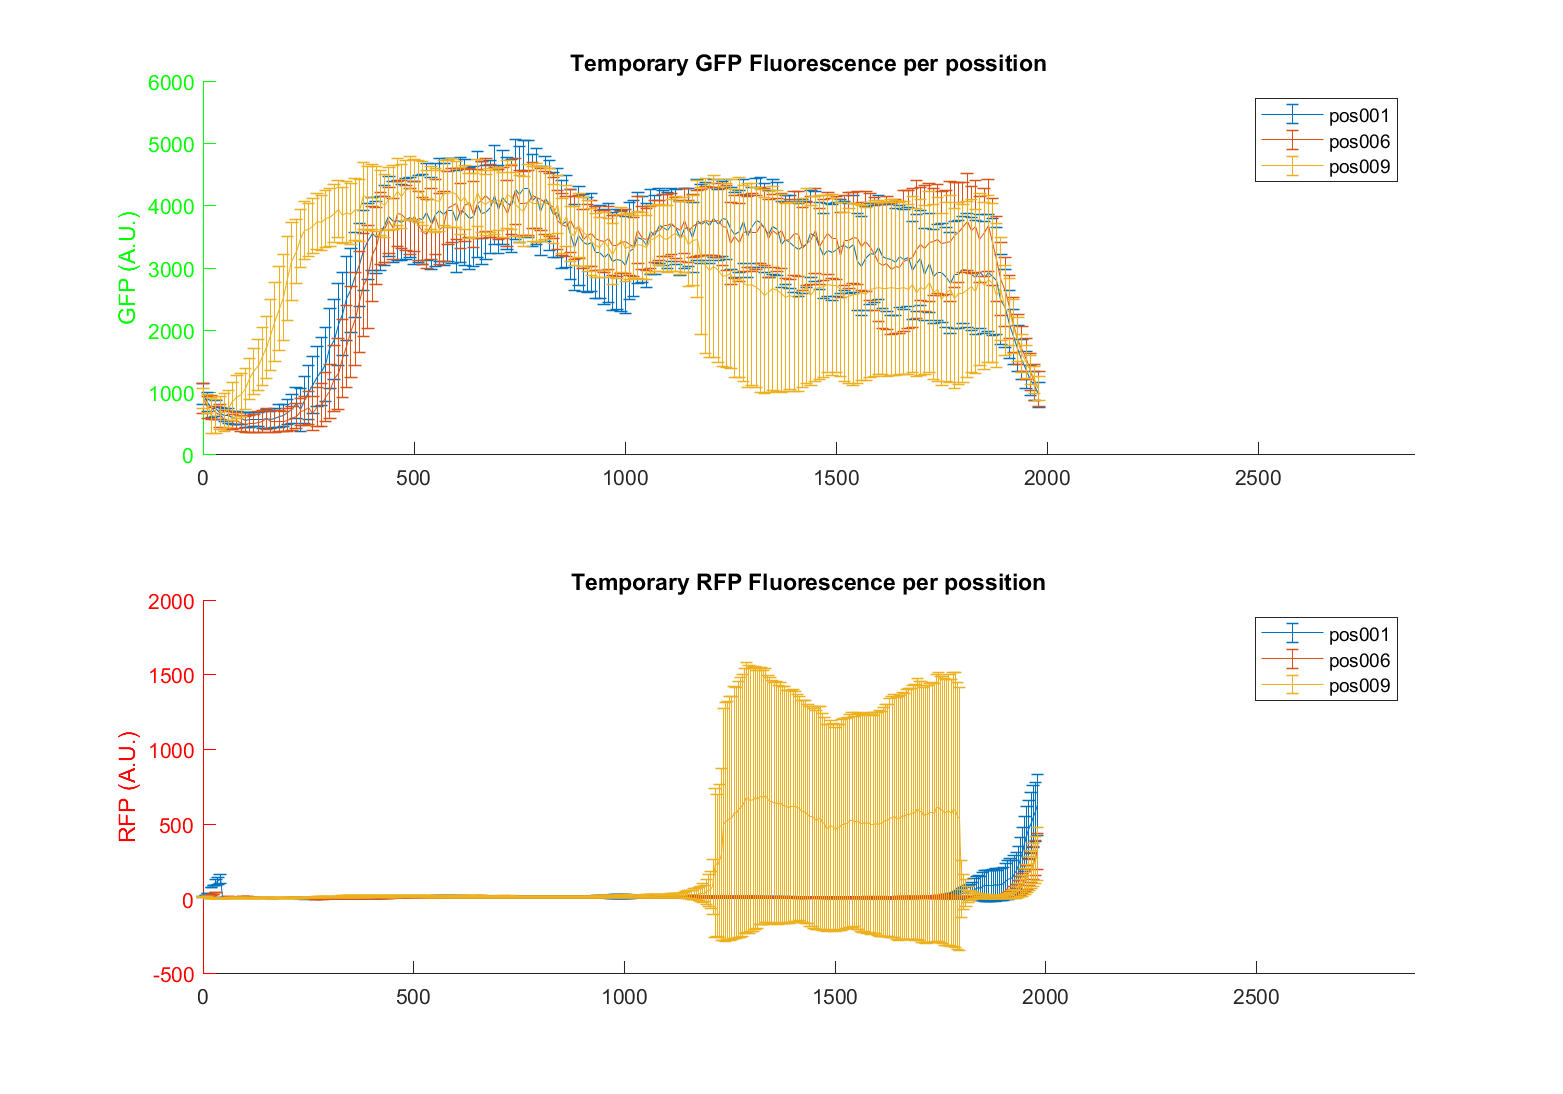 Temporary GFP Fluorescence per possition
6000
5000
4000
3000
2000
1000
0
GFP (A.U.)
0 500 1000 1500 2000 2500
pos001
pos006
pos009
Temporary RFP Fluorescence per possition
2000
1500
1000
500
0
-500
RFP (A.U.)
0 500 1000 1500 2000 2500
pos001
pos006
pos009